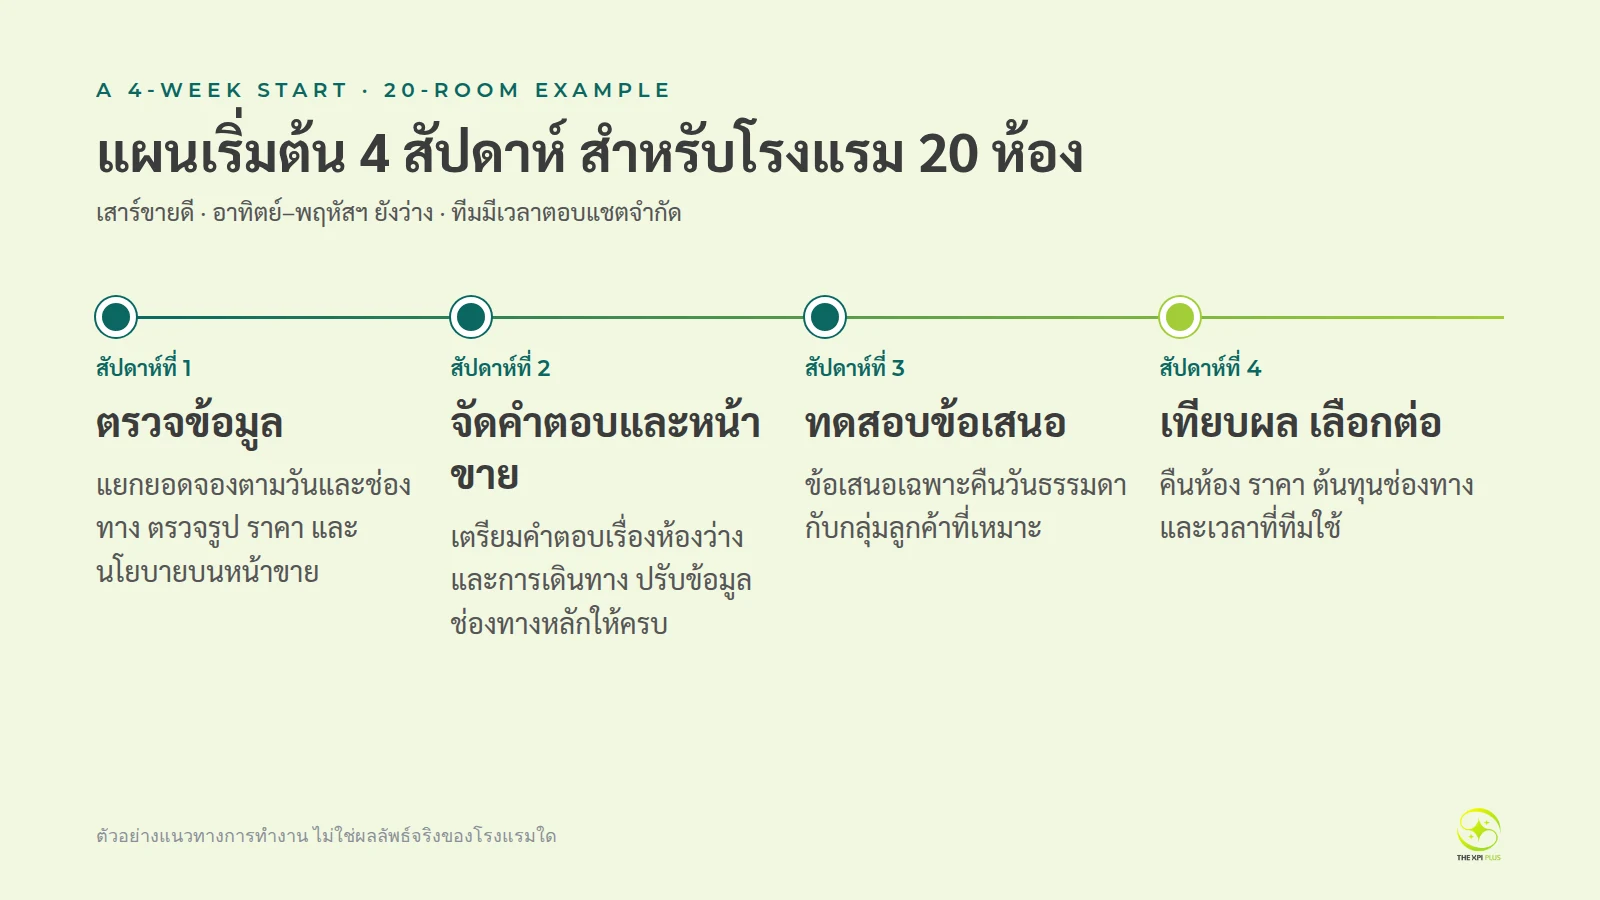 A 4-WEEK START · 20-ROOM EXAMPLE
แผนเริ่มต้น 4 สัปดาห์ สำหรับโรงแรม 20 ห้อง
เสาร์ขายดี · อาทิตย์–พฤหัสฯ ยังว่าง · ทีมมีเวลาตอบแชตจำกัด
สัปดาห์ที่ 1
ตรวจข้อมูล
แยกยอดจองตามวันและช่อง
ทาง ตรวจรูป ราคา และ
นโยบายบนหน้าขาย
สัปดาห์ที่ 2
จัดคำตอบและหน้า
ขาย
เตรียมคำตอบเรื่องห้องว่าง
และการเดินทาง ปรับข้อมูล
ช่องทางหลักให้ครบ
สัปดาห์ที่ 3
ทดสอบข้อเสนอ
ข้อเสนอเฉพาะคืนวันธรรมดา
กับกลุ่มลูกค้าที่เหมาะ
สัปดาห์ที่ 4
เทียบผล เลือกต่อ
คืนห้อง ราคา ต้นทุนช่องทาง
และเวลาที่ทีมใช้
ตัวอย่างแนวทางการทำงาน ไม่ใช่ผลลัพธ์จริงของโรงแรมใด
THE XPI PLUS